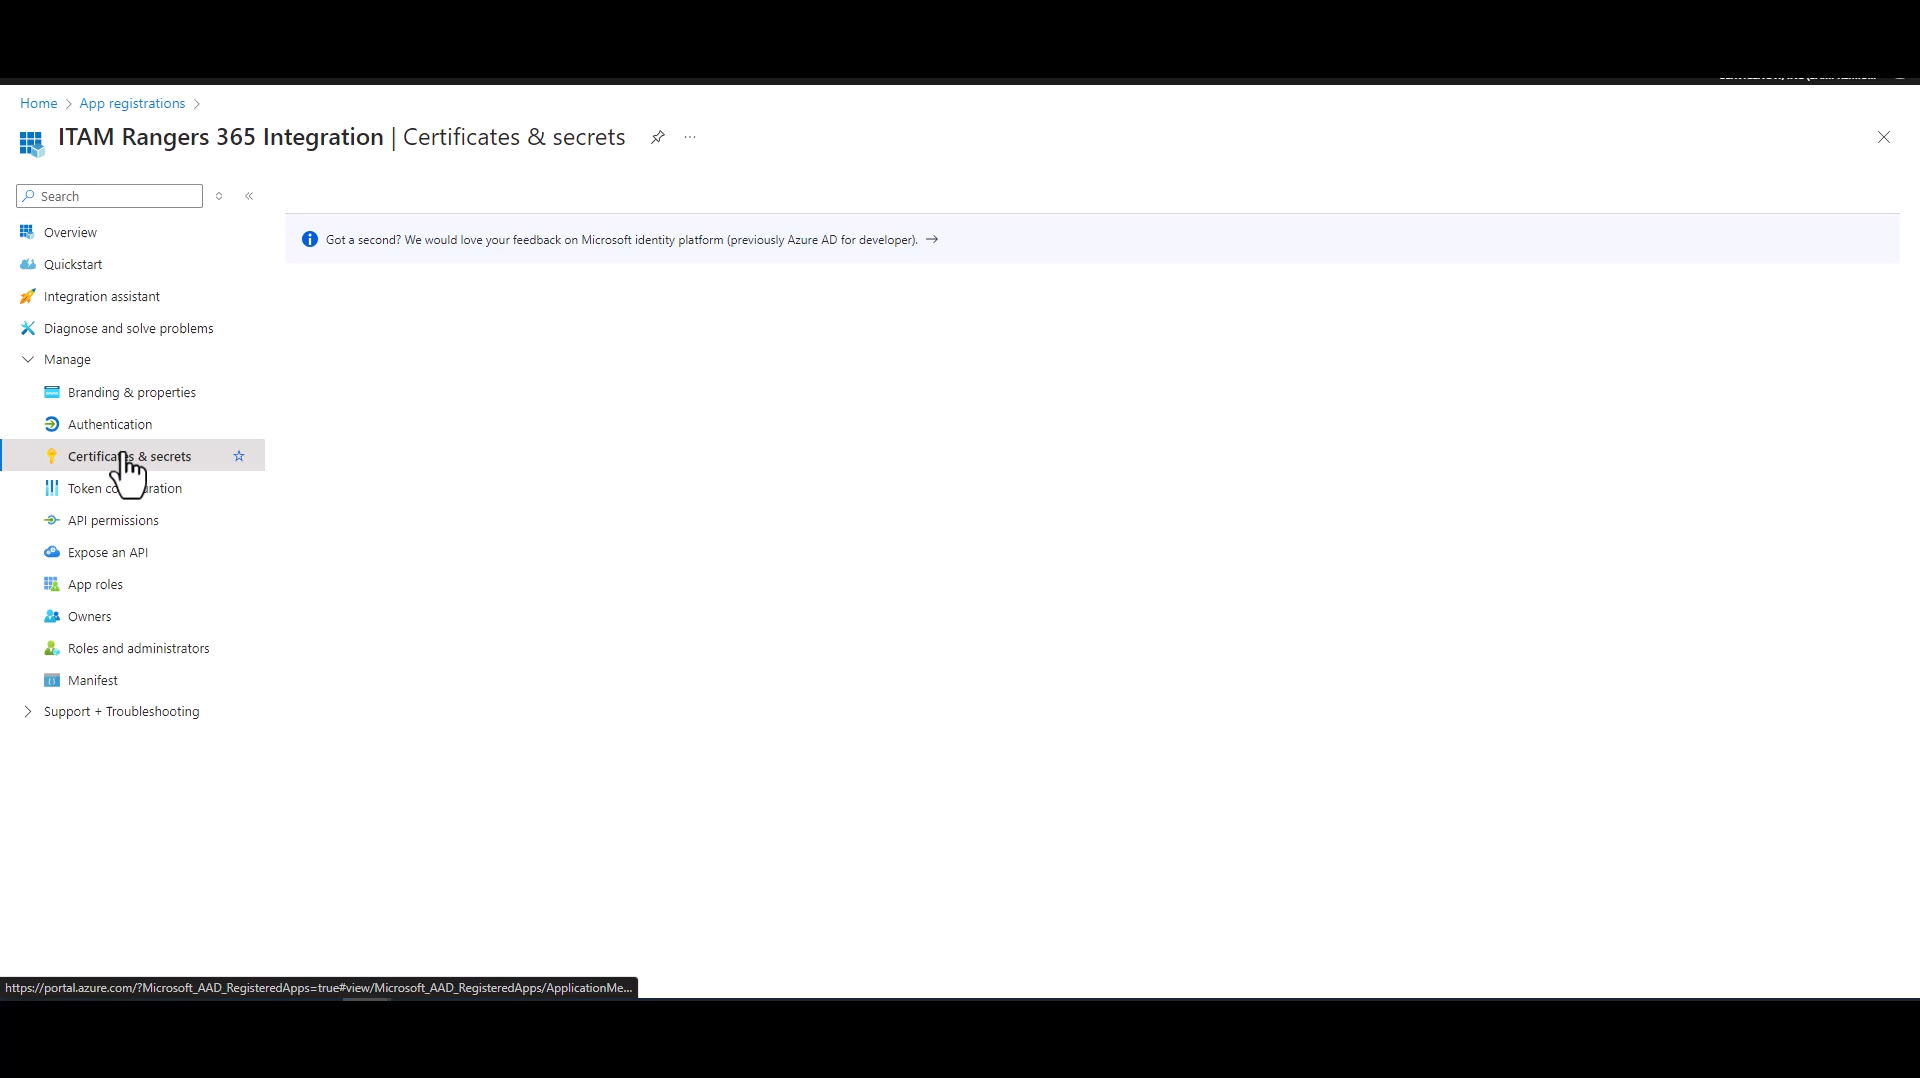 Home > App registrations >
ITAM Rangers 365 Integration | Certificates & secrets
Search
Overview
Quickstart
Integration assistant
Diagnose and solve problems
Manage
Branding & properties
Authentication
Certificates & secrets
Token
API permissions
Expose an API
App roles
Owners
Roles and administrators
Manifest
Support + Troubleshooting
Got a second? We would love your feedback on Microsoft identity platform (previously Azure AD for developer). →
https://portal.azure.com/?Microsoft_AAD_RegisteredApps=true#view/Microsoft_AAD_RegisteredApps/ApplicationMe...